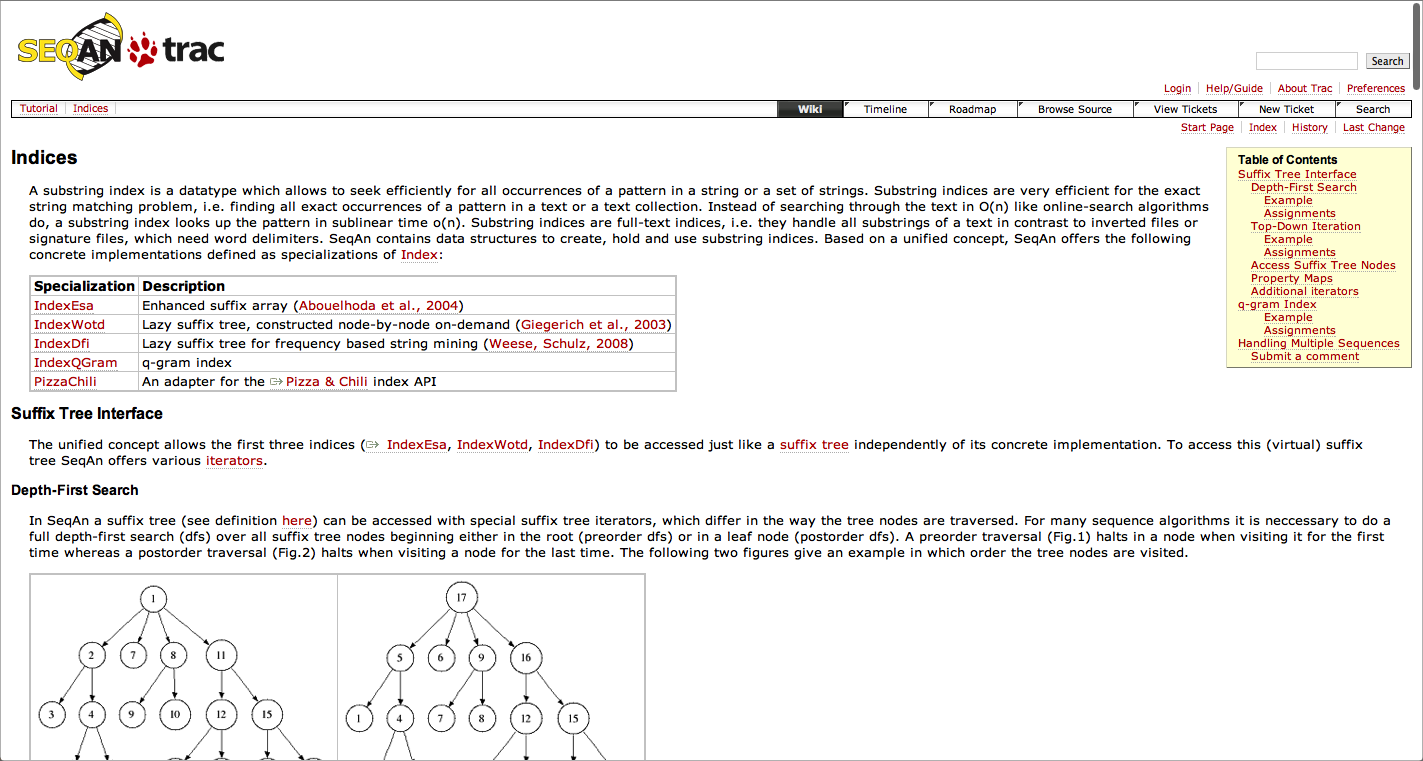 SEQAN trac
Search
Login Help/Guide About Trac Preferences
Tutorial Indices Wiki Timeline Roadmap Browse Source View Tickets New Ticket Search
Start Page Index History Last Change
Indices
A substring index is a datatype which allows to seek efficiently for all occurrences of a pattern in a string or a set of strings. Substring indices are very efficient for the exact
string matching problem, i.e. finding all exact occurrences of a pattern in a text or a text collection. Instead of searching through the text in O(n) like online-search algorithms
do, a substring index looks up the pattern in sublinear time o(n). Substring indices are full-text indices, i.e. they handle all substrings of a text in contrast to inverted files or
signature files, which need word delimiters. SeqAn contains data structures to create, hold and use substring indices. Based on a unified concept, SeqAn offers the following
concrete implementations defined as specializations of Index:
Table of Contents
Suffix Tree Interface
Depth-First Search
Example
Assignments
Top-Down Iteration
Example
Assignments
Access Suffix Tree Nodes
Property Maps
Additional iterators
q-gram Index
Example
Assignments
Handling Multiple Sequences
Submit a comment
Specialization Description
IndexEsa Enhanced suffix array (Abouelhoda et al., 2004)
IndexWotd Lazy suffix tree, constructed node-by-node on-demand (Giegerich et al., 2003)
IndexDfi Lazy suffix tree for frequency based string mining (Weese, Schulz, 2008)
IndexQGram q-gram index
PizzaChili An adapter for the Pizza & Chili index API
Suffix Tree Interface
The unified concept allows the first three indices ( IndexEsa, IndexWotd, IndexDfi) to be accessed just like a suffix tree independently of its concrete implementation. To access this (virtual) suffix
tree SeqAn offers various iterators.
Depth-First Search
In SeqAn a suffix tree (see definition here) can be accessed with special suffix tree iterators, which differ in the way the tree nodes are traversed. For many sequence algorithms it is neccessary to do a
full depth-first search (dfs) over all suffix tree nodes beginning either in the root (preorder dfs) or in a leaf node (postorder dfs). A preorder traversal (Fig.1) halts in a node when visiting it for the first
time whereas a postorder traversal (Fig.2) halts when visiting a node for the last time. The following two figures give an example in which order the tree nodes are visited.
1
2 7 8 11
3 4 9 10 12 15
17
5 6 9 16
1 4 7 8 12 15